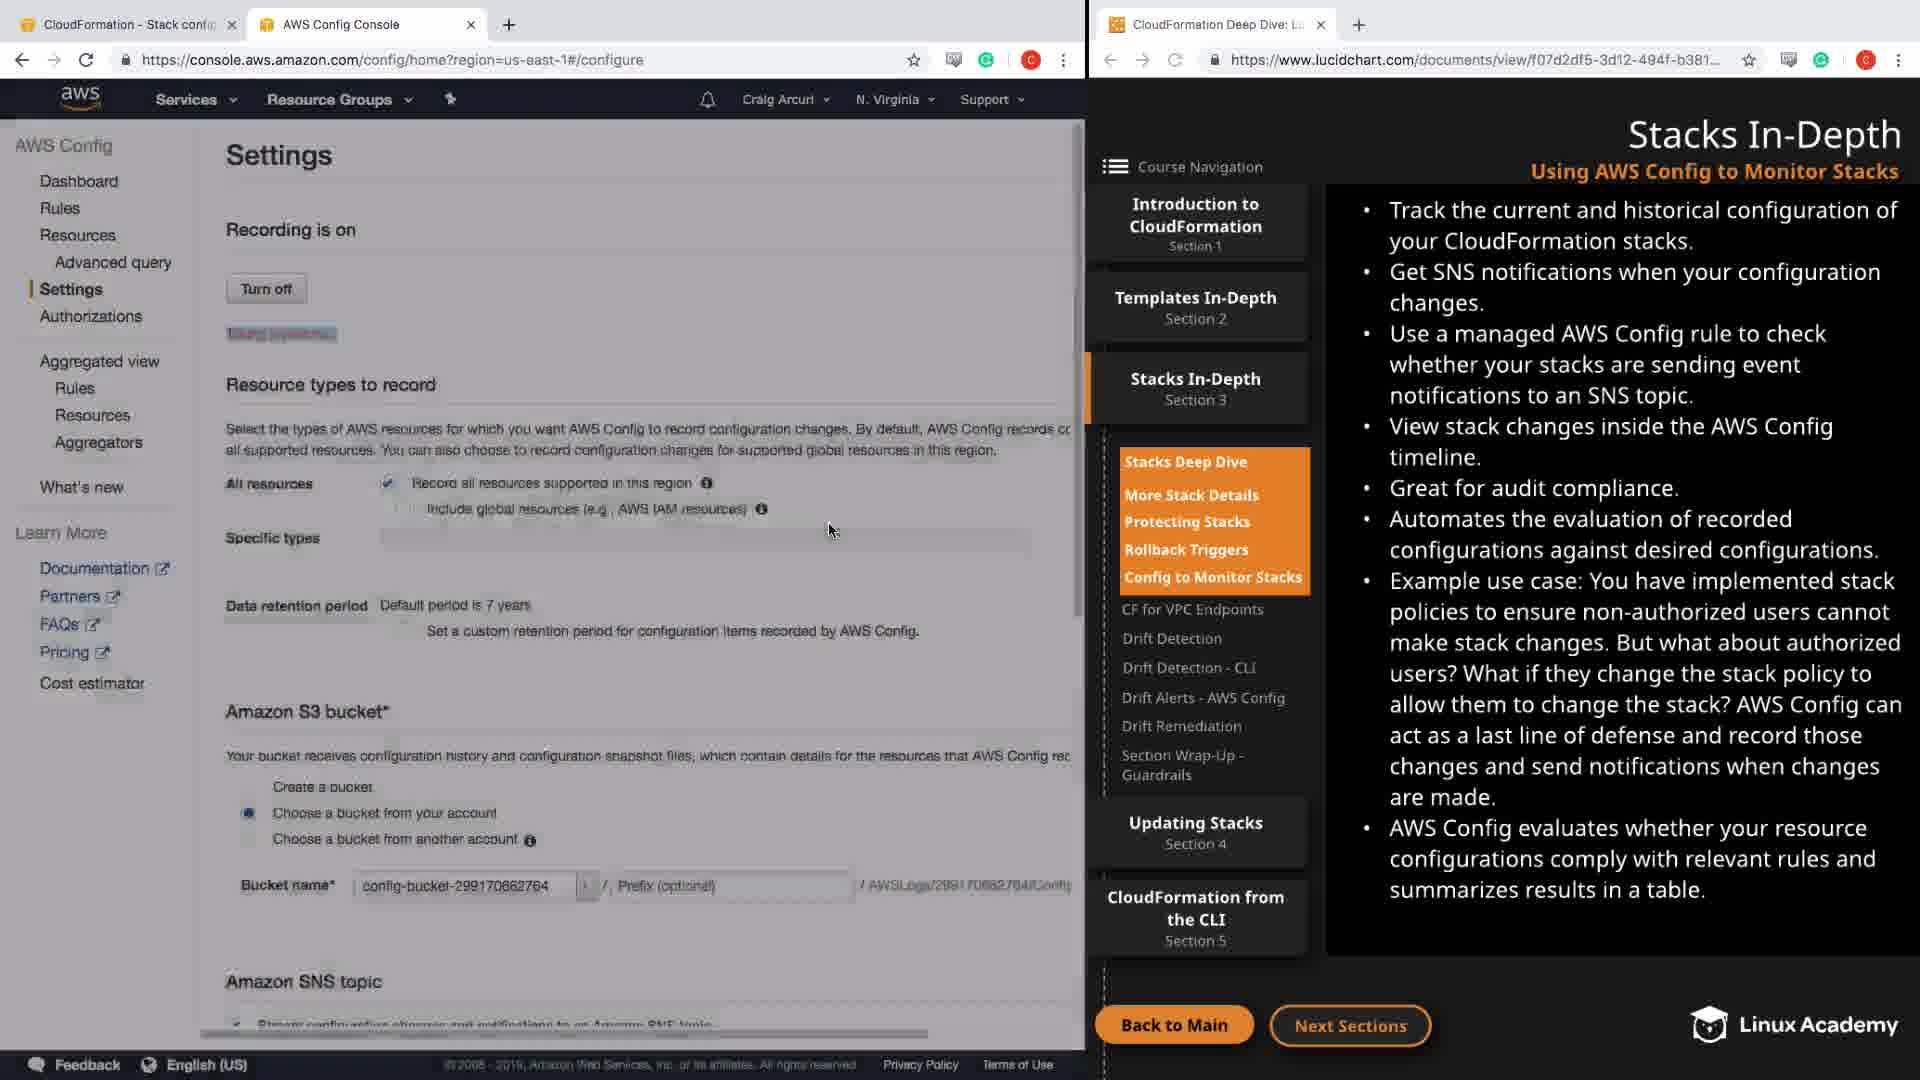 CloudFormation - Stack config
AWS Config Console
https://console.aws.amazon.com/config/home?region=us-east-1#/configure
C
aws
Services
Resource Groups
Craig Arcuri
N. Virginia
Support
AWS Config
Dashboard
Rules
Resources
Advanced query
Settings
Authorizations
Aggregated view
Rules
Resources
Aggregators
What's new
Learn More
Documentation
Partners
FAQs
Pricing
Cost estimator
Settings
Recording is on
Turn off
Resource types to record
Select the types of AWS resources for which you want AWS Config to record configuration changes. By default, AWS Config records
all supported resources. You can also choose to record configuration changes for supported global resources in this region.
All resources
Record all resources supported in this region
Include global resources (e.g., AWS IAM resources)
Specific types
Data retention period
Default period is 7 years
Set a custom retention period for configuration items recorded by AWS Config.
Amazon S3 bucket*
Your bucket receives configuration history and configuration snapshot files, which contain details for the resources that AWS Config
Create a bucket
Choose a bucket from your account
Choose a bucket from another account
Bucket name*
config-bucket-299170662764
/ Prefix (optional)
/ AWSLogs/299170662764/Config
Amazon SNS topic
Stream configuration changes and notifications to an Amazon SNS topic.
Feedback
English (US)
© 2008 - 2019, Amazon Web Services, Inc. or its affiliates. All rights reserved.
Privacy Policy
Terms of Use
CloudFormation Deep Dive: L
https://www.lucidchart.com/documents/view/f07d2df5-3d12-494f-b381...
C
Stacks In-Depth
Using AWS Config to Monitor Stacks
Course Navigation
Introduction to
CloudFormation
Section 1
Templates In-Depth
Section 2
Stacks In-Depth
Section 3
Stacks Deep Dive
More Stack Details
Protecting Stacks
Rollback Triggers
Config to Monitor Stacks
CF for VPC Endpoints
Drift Detection
Drift Detection - CLI
Drift Alerts - AWS Config
Drift Remediation
Section Wrap-Up -
Guardrails
Updating Stacks
Section 4
CloudFormation from
the CLI
Section 5
• Track the current and historical configuration of
your CloudFormation stacks.
• Get SNS notifications when your configuration
changes.
• Use a managed AWS Config rule to check
whether your stacks are sending event
notifications to an SNS topic.
• View stack changes inside the AWS Config
timeline.
• Great for audit compliance.
• Automates the evaluation of recorded
configurations against desired configurations.
• Example use case: You have implemented stack
policies to ensure non-authorized users cannot
make stack changes. But what about authorized
users? What if they change the stack policy to
allow them to change the stack? AWS Config can
act as a last line of defense and record those
changes and send notifications when changes
are made.
• AWS Config evaluates whether your resource
configurations comply with relevant rules and
summarizes results in a table.
Back to Main
Next Sections
Linux Academy